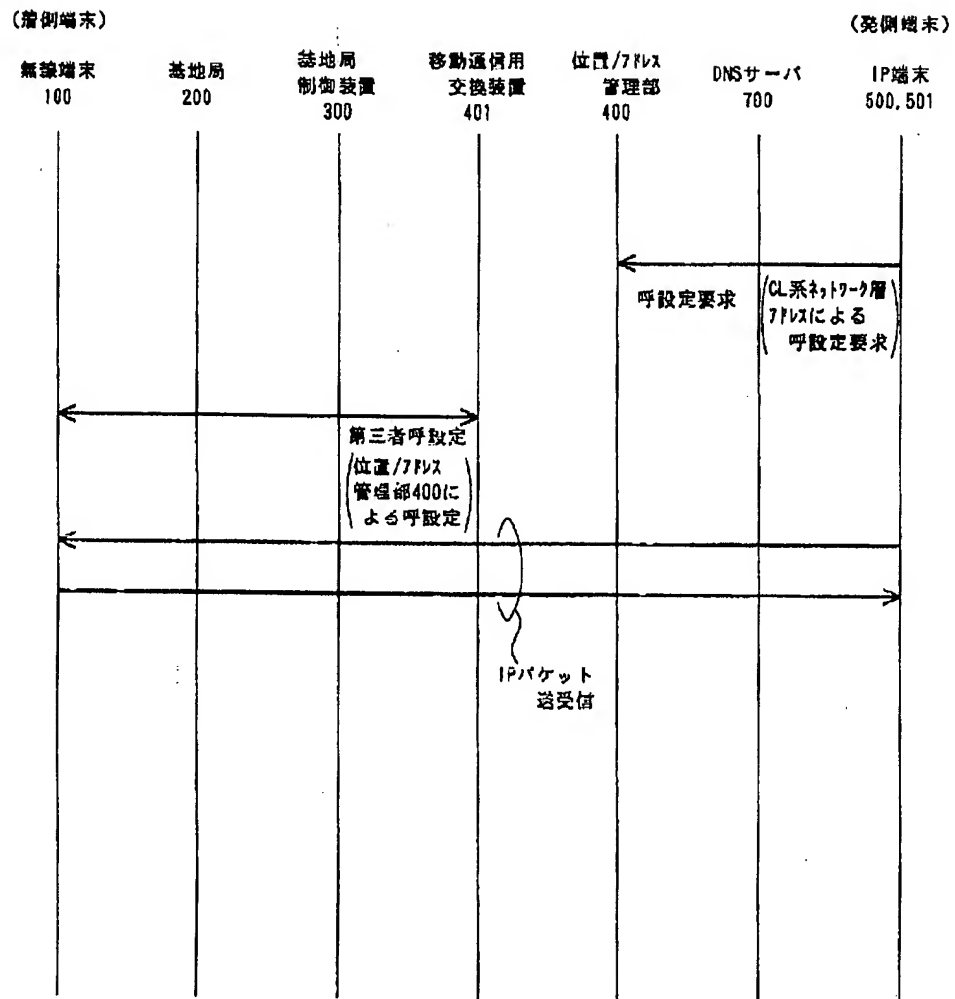 (着側端末)
(発側端末)
無線端末
100
基地局
200
基地局
制御装置
300
移動通信用
交換装置
401
位置/アドレス
管理部
400
DNSサーバ
700
IP端末
500,501
呼設定要求
(CL系ネットワーク層
アドレスによる
呼設定要求)
第三者呼設定
(位置/アドレス
管理部400に
よる呼設定)
IPパケット
送受信